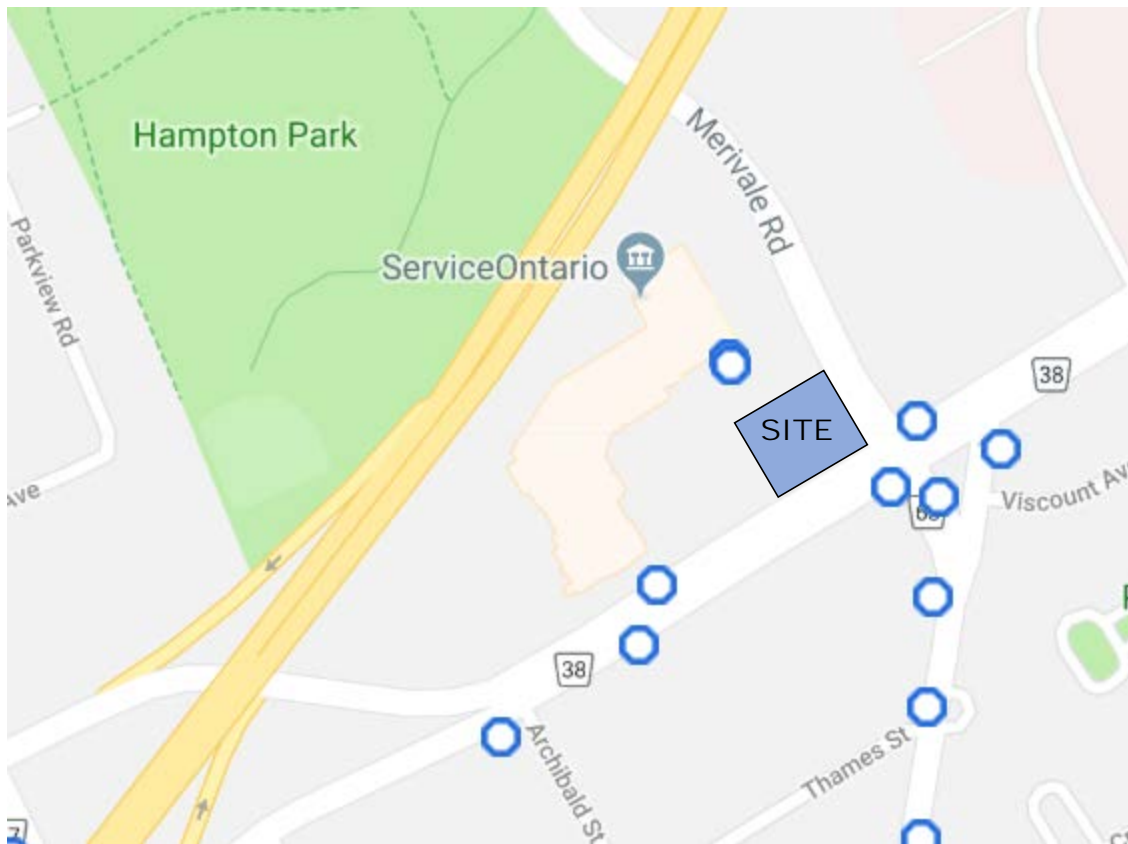 Hampton Park
Merivale Rd
Parkview Rd
ServiceOntario
38
SITE
Ave
Viscount Av
38
Archibald St
Thames St